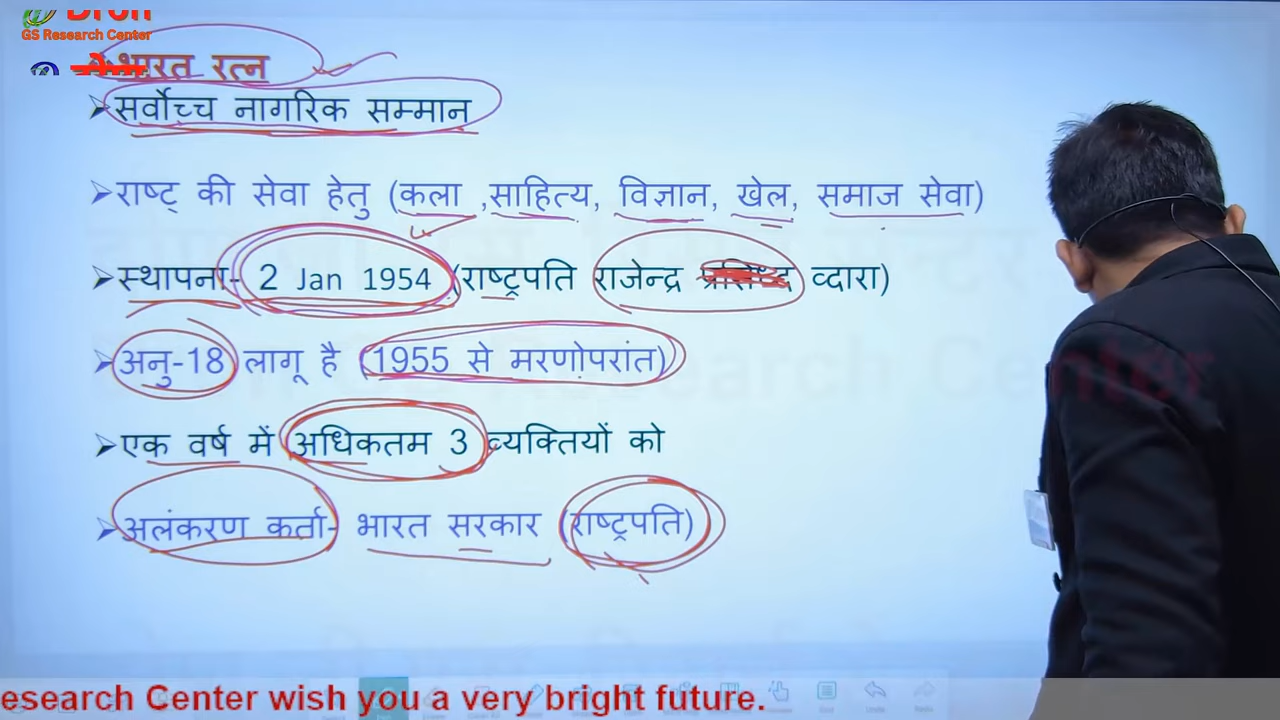 GS Research Center
भारत रत्न
➤सर्वोच्च नागरिक सम्मान
➤राष्ट् की सेवा हेतु (कला ,साहित्य, विज्ञान, खेल, समाज सेवा)
➤स्थापना- 2 Jan 1954 (राष्ट्रपति राजेन्द्र व्दारा)
➤अनु-18 लागू है (1955 से मरणोपरांत)
➤एक वर्ष में अधिकतम 3 व्यक्तियों को
➤अलंकरण कर्ता- भारत सरकार (राष्ट्रपति)
esearch Center wish you a very bright future.